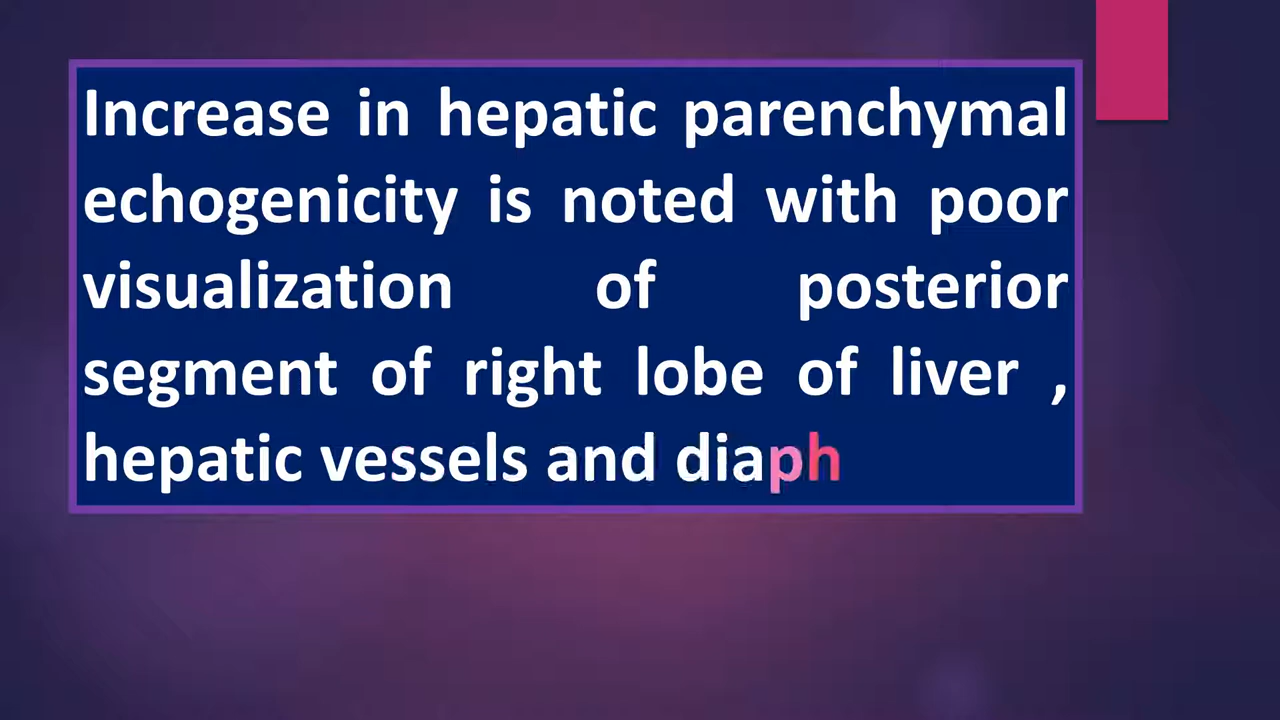 Increase in hepatic parenchymal
echogenicity is noted with poor
visualization of posterior
segment of right lobe of liver ,
hepatic vessels and diaph